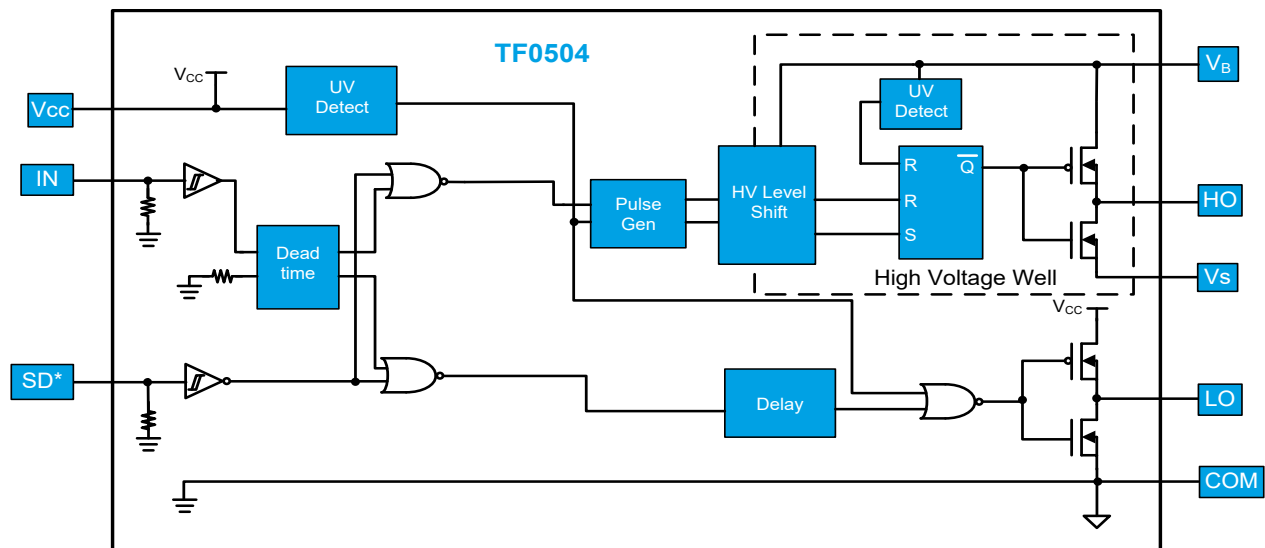 TF0504
VCC
Vcc
UV
Detect
VB
UV
Detect
IN
R
Q̅
R
S
Pulse
Gen
HV Level
Shift
HO
Dead
time
High Voltage Well
Vs
VCC
SD*
Delay
LO
COM